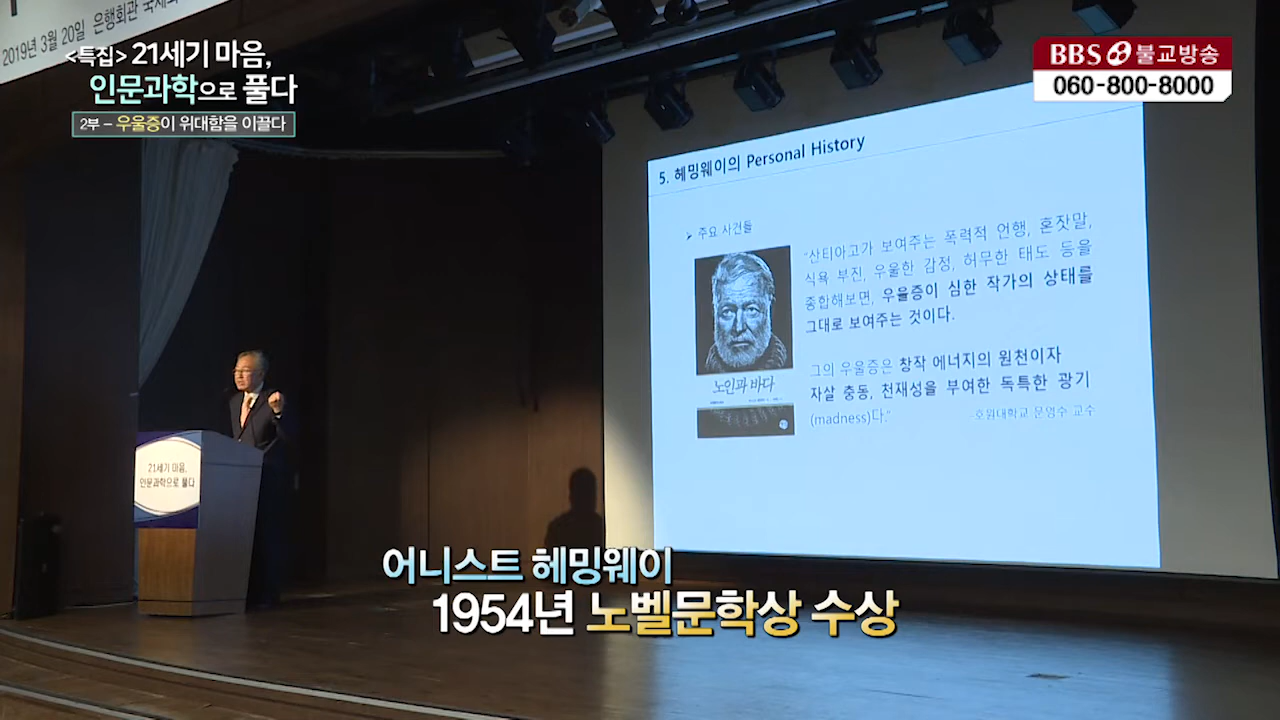 2019년 3월 20일 은행회관 국제회
<특집> 21세기 마음,
인문과학으로 풀다
2부 – 우울증이 위대함을 이끌다
BBS 불교방송
060-800-8000
5. 헤밍웨이의 Personal History
➤ 주요 사건들
"산티아고가 보여주는 폭력적 언행, 혼잣말,
식욕 부진, 우울한 감정, 허무한 태도 등을
종합해보면, 우울증이 심한 작가의 상태를
그대로 보여주는 것이다.
그의 우울증은 창작 에너지의 원천이자
자살 충동, 천재성을 부여한 독특한 광기
(madness)다."
-호원대학교 문영수 교수
노인과 바다
21세기 마음,
인문과학으로 풀다
어니스트 헤밍웨이
1954년 노벨문학상 수상